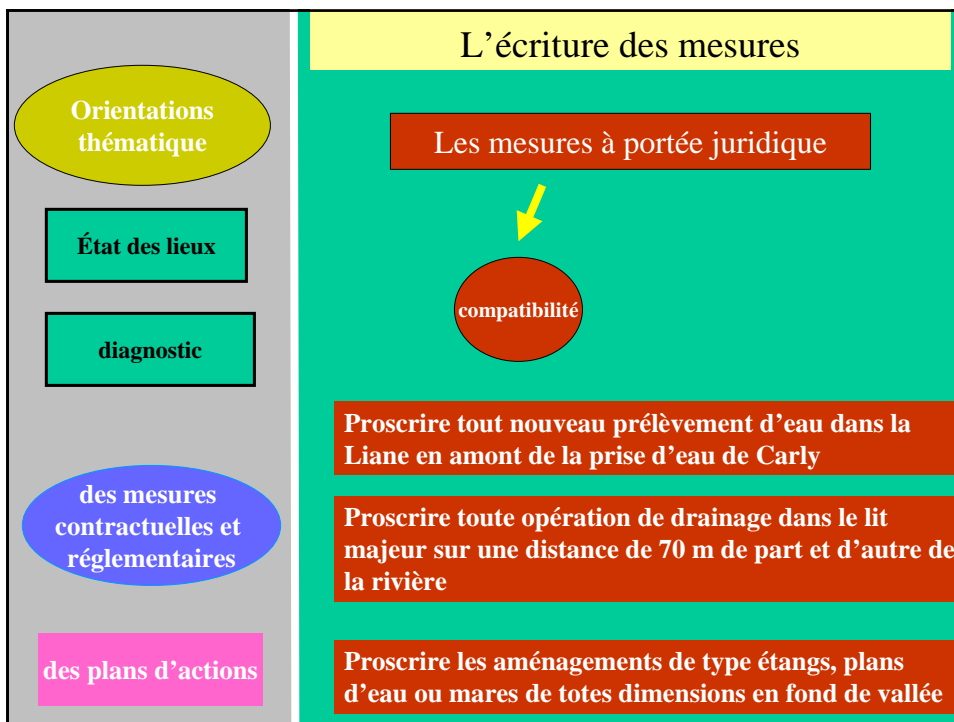 L'écriture des mesures
Orientations
thématique
État des lieux
diagnostic
des mesures
contractuelles et
réglementaires
des plans d'actions
Les mesures à portée juridique
compatibilité
Proscrire tout nouveau prélèvement d'eau dans la
Liane en amont de la prise d'eau de Carly
Proscrire toute opération de drainage dans le lit
majeur sur une distance de 70 m de part et d'autre de
la rivière
Proscrire les aménagements de type étangs, plans
d'eau ou mares de totes dimensions en fond de vallée